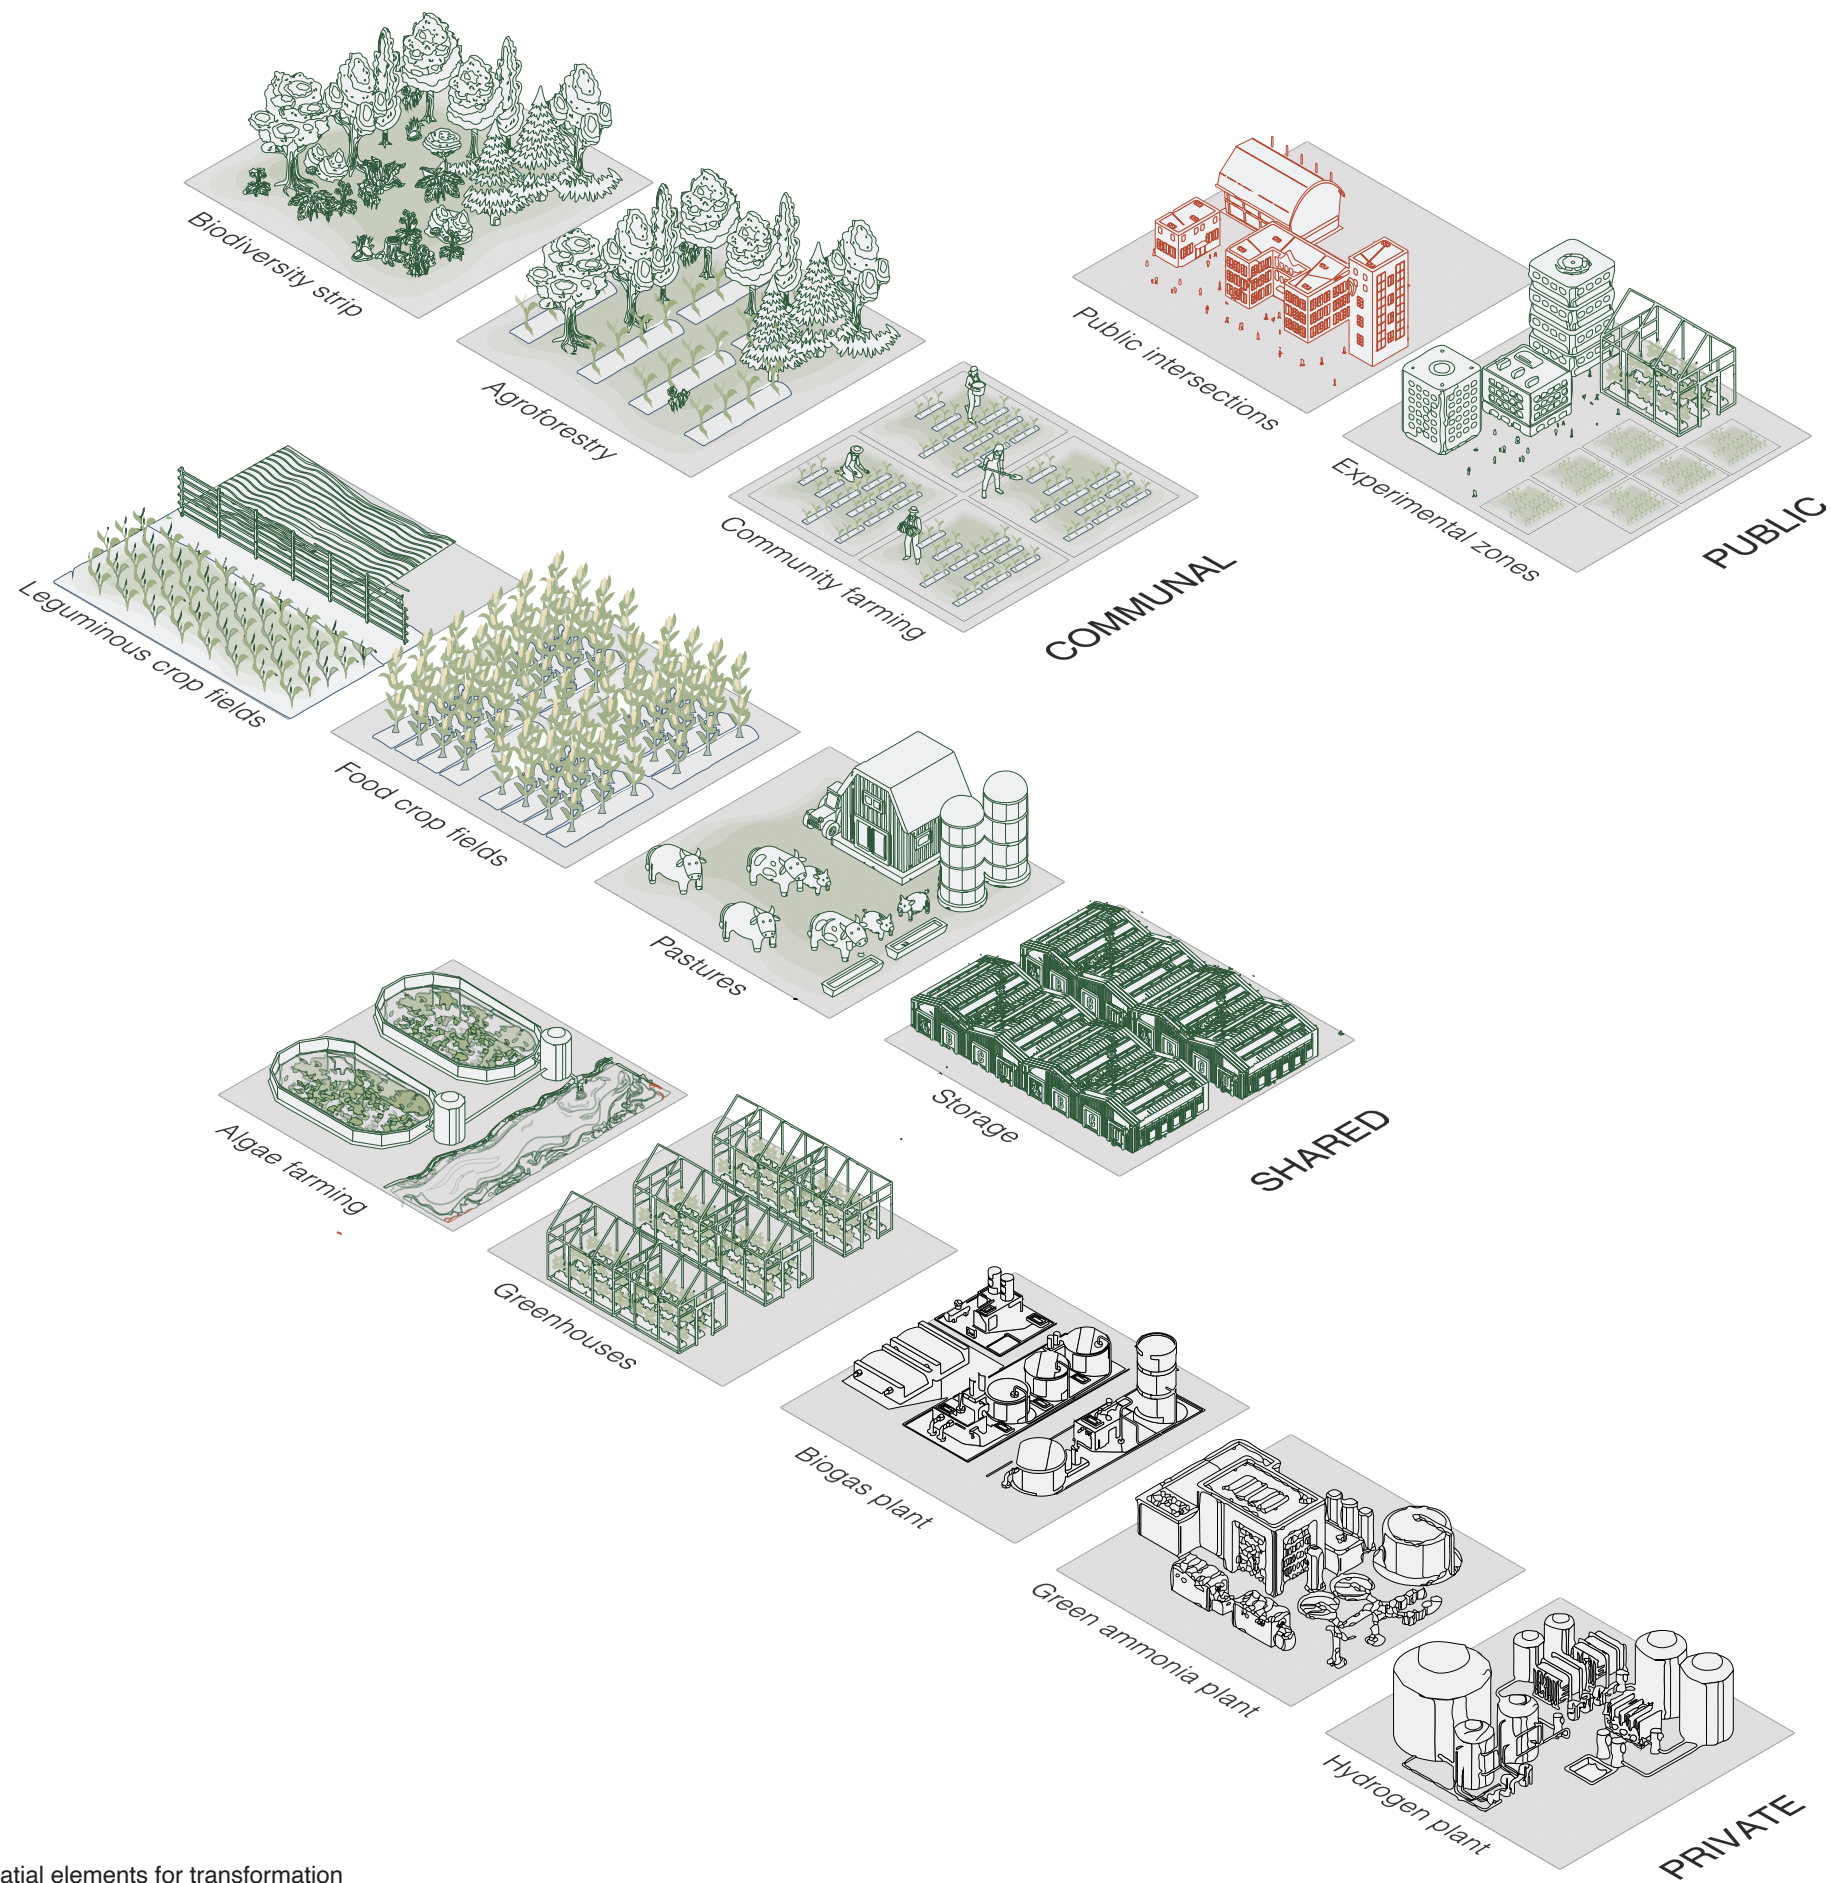 Biodiversity strip
Agroforestry
Community farming
COMMUNAL
Public intersections
Experimental zones
PUBLIC
Leguminous crop fields
Food crop fields
Pastures
Storage
SHARED
Algae farming
Greenhouses
Biogas plant
Green ammonia plant
Hydrogen plant
PRIVATE
atial elements for transformation